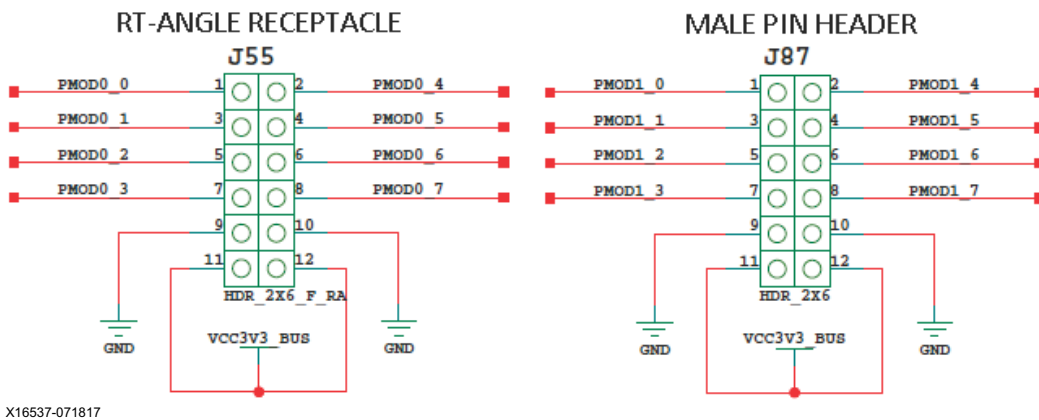 RT-ANGLE RECEPTACLE
J55
PMOD0_0 1 2 PMOD0_4
PMOD0_1 3 4 PMOD0_5
PMOD0_2 5 6 PMOD0_6
PMOD0_3 7 8 PMOD0_7
9 10
11 12
HDR_2X6_F_RA
VCC3V3_BUS
GND GND
MALE PIN HEADER
J87
PMOD1_0 1 2 PMOD1_4
PMOD1_1 3 4 PMOD1_5
PMOD1_2 5 6 PMOD1_6
PMOD1_3 7 8 PMOD1_7
9 10
11 12
HDR_2X6
VCC3V3_BUS
GND GND
X16537-071817